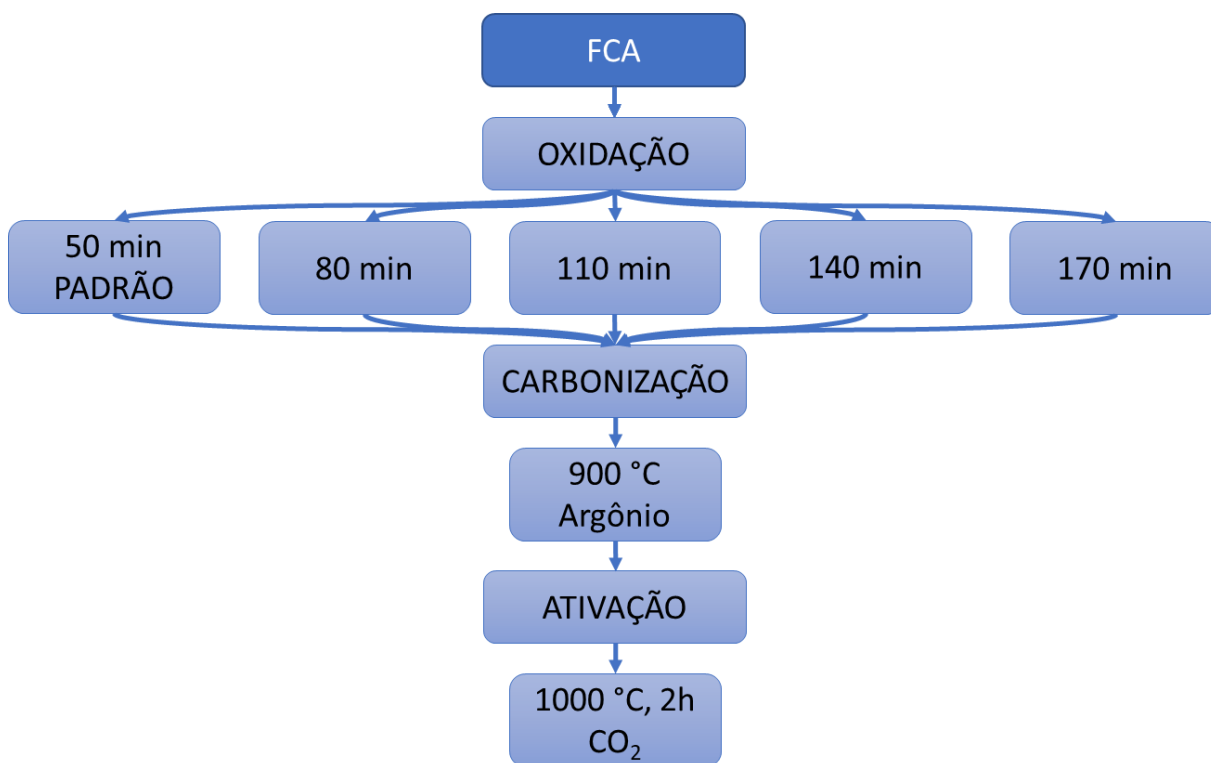 FCA
OXIDAÇÃO
50 min
PADRÃO
80 min
110 min
140 min
170 min
CARBONIZAÇÃO
900 °C
Argônio
ATIVAÇÃO
1000 °C, 2h
CO₂